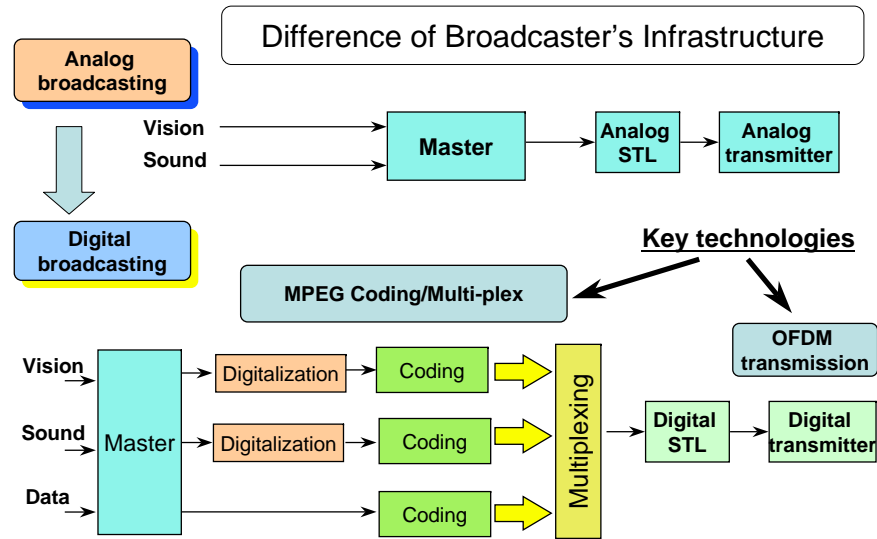 Difference of Broadcaster's Infrastructure
Analog
broadcasting
Vision
Sound
Master
Analog
STL
Analog
transmitter
Digital
broadcasting
Key technologies
MPEG Coding/Multi-plex
OFDM
transmission
Vision
Sound
Data
Master
Digitalization
Coding
Digitalization
Coding
Coding
Multiplexing
Digital
STL
Digital
transmitter